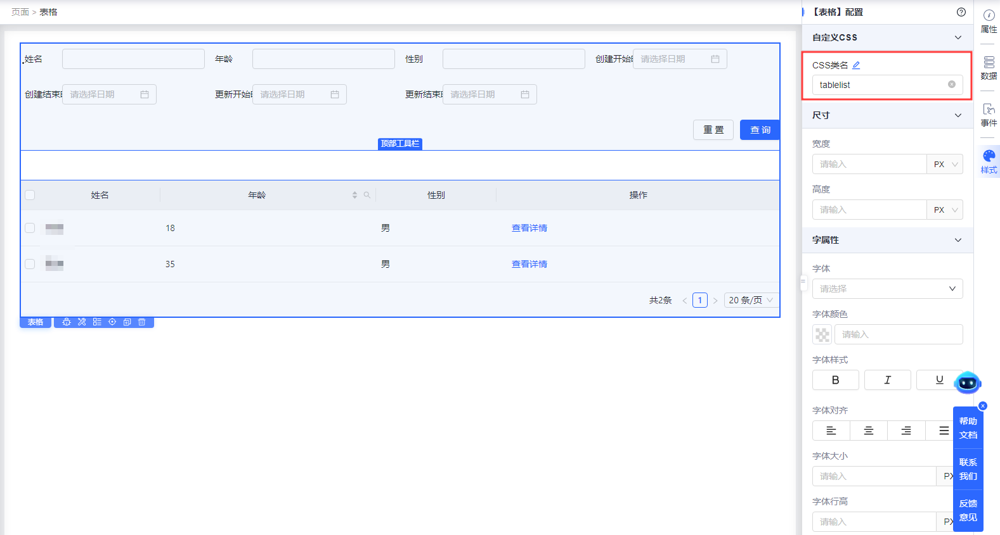 页面 > 表格
姓名
年龄
性别
创建开始时
请选择日期
创建结束时
请选择日期
更新开始时
请选择日期
更新结束时
请选择日期
重 置
查 询
顶部工具栏
姓名
年龄
性别
操作
18
男
查看详情
35
男
查看详情
共2条
<
1
>
20 条/页
表格
【表格】配置
自定义CSS
CSS类名
tablelist
尺寸
宽度
请输入
PX
高度
请输入
PX
字属性
字体
请选择
字体颜色
请输入
字体样式
B
I
U
字体对齐
字体大小
请输入
PX
字体行高
请输入
PX
属性
数据
事件
样式
帮助
文档
联系
我们
反馈
意见